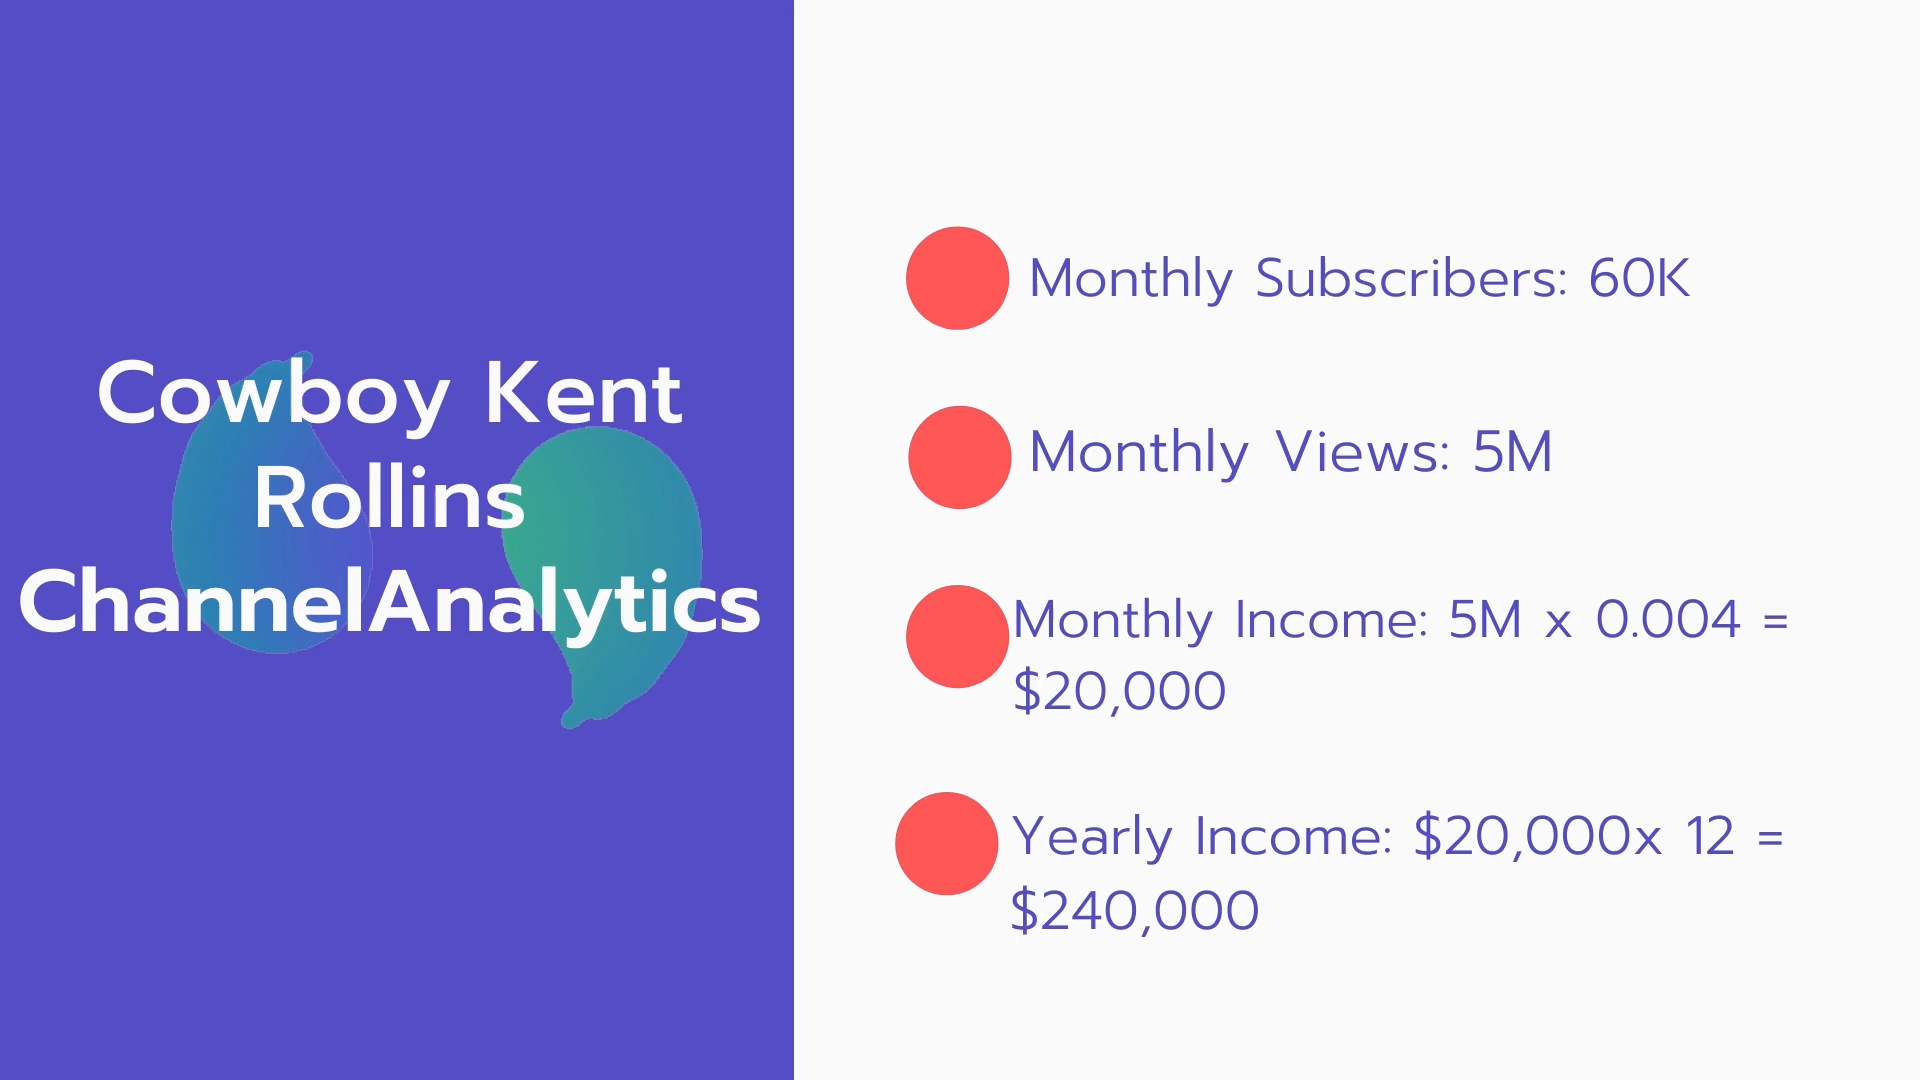 Cowboy Kent
Rollins
ChannelAnalytics
Monthly Subscribers: 60K
Monthly Views: 5M
Monthly Income: 5M x 0.004 =
$20,000
Yearly Income: $20,000x 12 =
$240,000